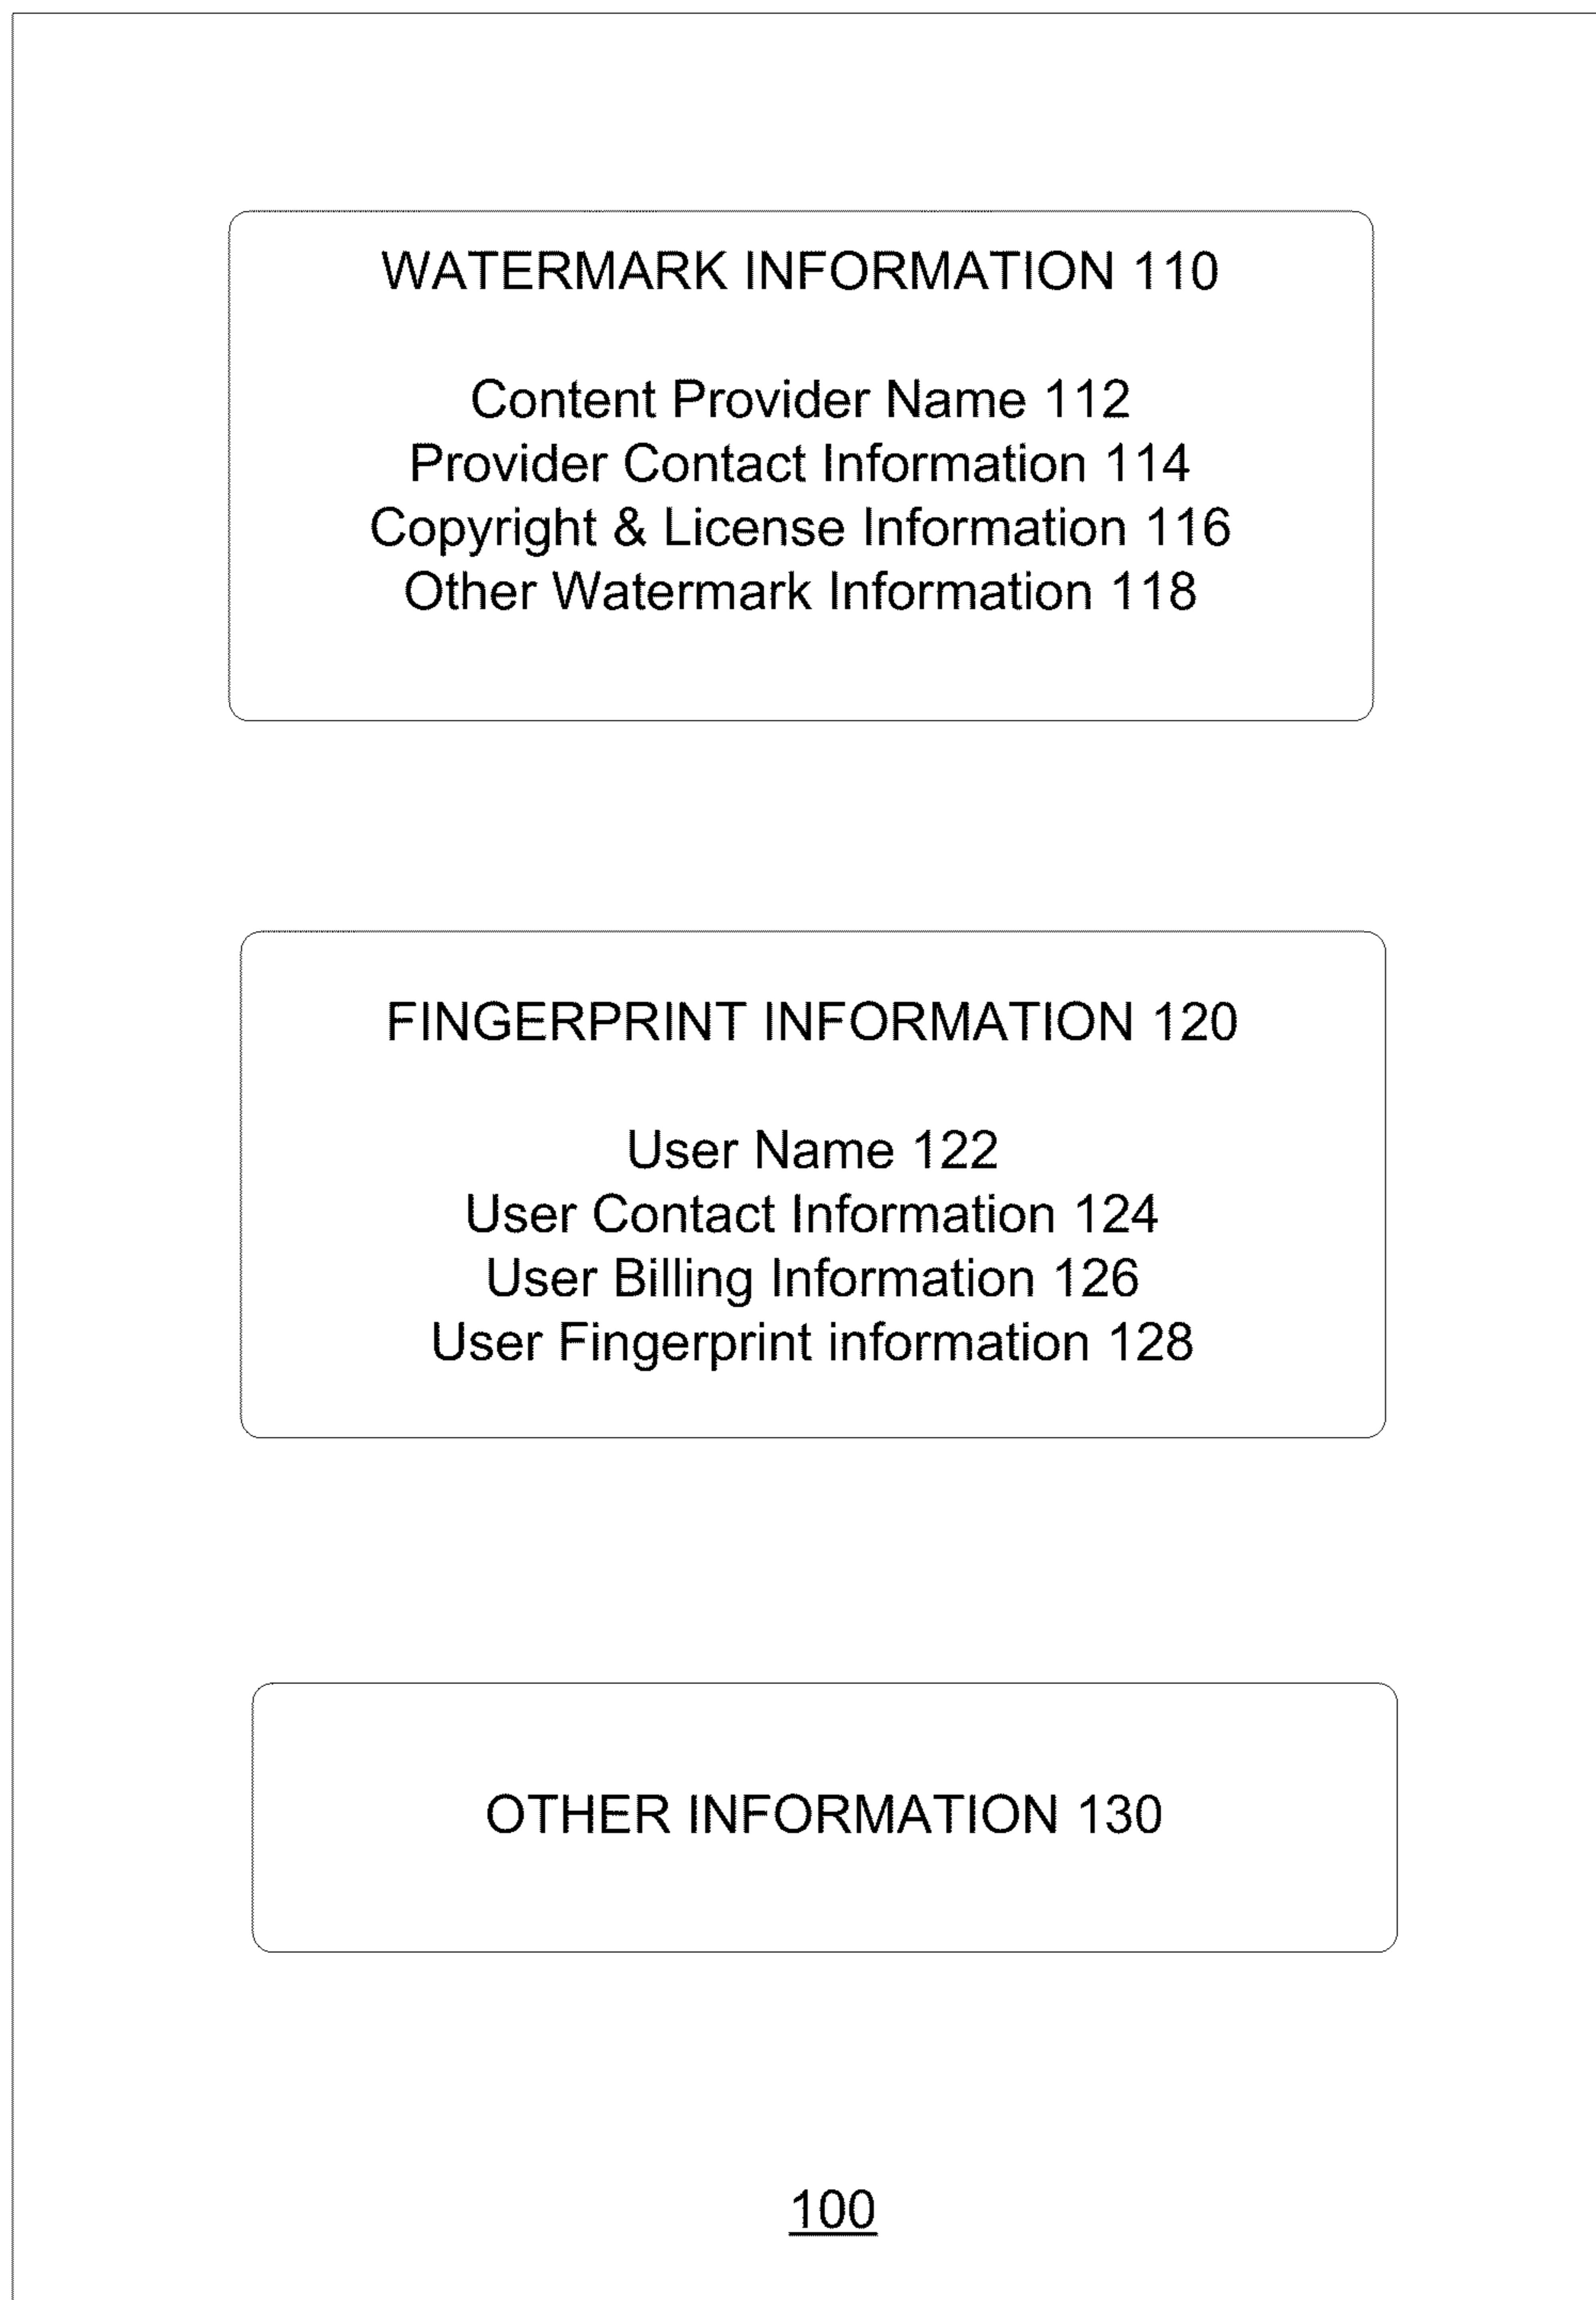 WATERMARK INFORMATION 110
Content Provider Name 112
Provider Contact Information 114
Copyright & License Information 116
Other Watermark Information 118
FINGERPRINT INFORMATION 120
User Name 122
User Contact Information 124
User Billing Information 126
User Fingerprint information 128
OTHER INFORMATION 130
100